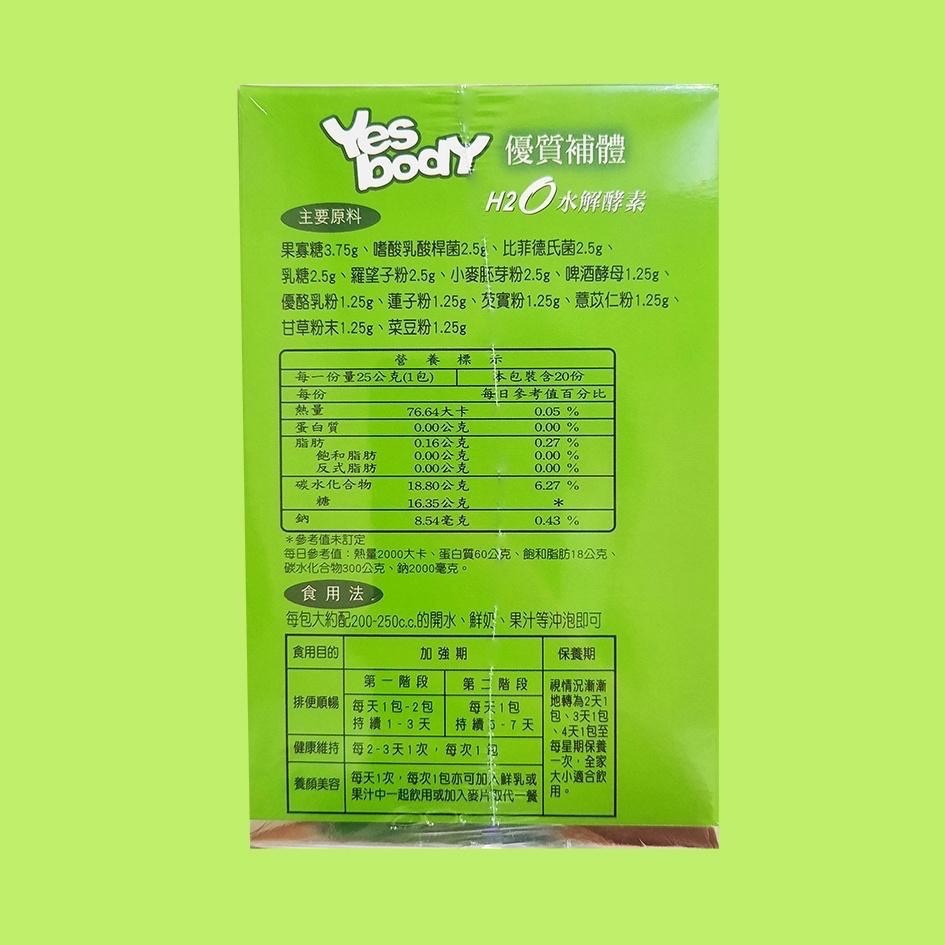 Yes
body 優質補體
H2O水解酵素
主要原料
果寡糖3.75g、嗜酸乳酸桿菌2.5g、比菲德氏菌2.5g、
乳糖2.5g、羅望子粉2.5g、小麥胚芽粉2.5g、啤酒酵母1.25g、
優酪乳粉1.25g、蓮子粉1.25g、芡實粉1.25g、薏苡仁粉1.25g、
甘草粉末1.25g、菜豆粉1.25g
營養標示
每一份量25公克(1包) 本包裝含20份
每份 每日參考值百分比
熱量 76.64大卡 0.05 %
蛋白質 0.00公克 0.00 %
脂肪 0.16公克 0.27 %
飽和脂肪 0.00公克 0.00 %
反式脂肪 0.00公克 0.00 %
碳水化合物 18.80公克 6.27 %
糖 16.35公克 *
鈉 8.54毫克 0.43 %
*參考值未訂定
每日參考值：熱量2000大卡、蛋白質60公克、飽和脂肪18公克、
碳水化合物300公克、鈉2000毫克。
食用法
每包大約配200-250c.c.的開水、鮮奶、果汁等沖泡即可
食用目的 加強期 保養期
第一階段 第二階段
排便順暢 每天1包-2包 每天1包
持續1-3天 持續5-7天
健康維持 每2-3天1次，每次1包
養顏美容 每天1次，每次1包亦可加入鮮乳或
果汁中一起飲用或加入麥片取代一餐
視情況漸漸
地轉為2天1
包、3天1包
、4天1包至
每星期保養
一次，全家
大小適合飲
用。